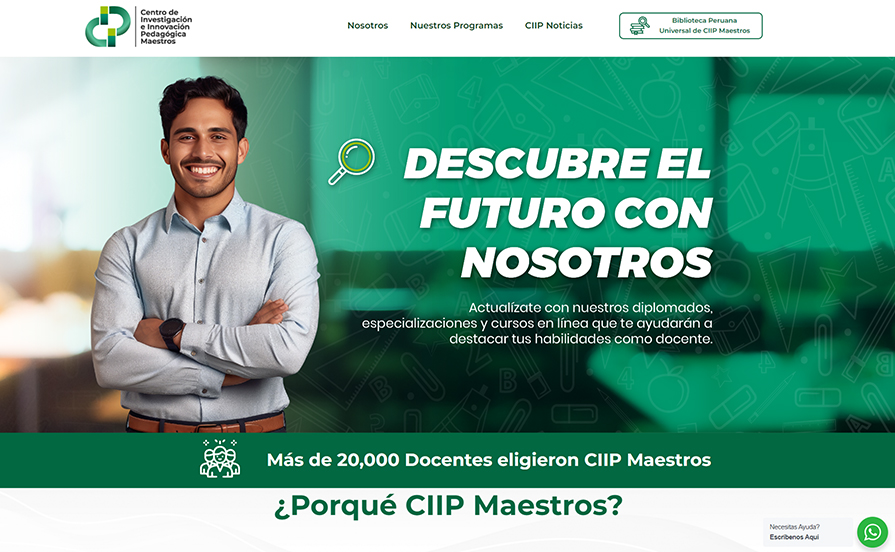 Centro de
Investigación
e Innovación
Pedagógica
Maestros
Nosotros
Nuestros Programas
CIIP Noticias
Biblioteca Peruana
Universal de CIIP Maestros
DESCUBRE EL
FUTURO CON
NOSOTROS
Actualízate con nuestros diplomados,
especializaciones y cursos en línea que te ayudarán a
destacar tus habilidades como docente.
Más de 20,000 Docentes eligieron CIIP Maestros
¿Porqué CIIP Maestros?
Necesitas Ayuda?
Escribenos Aqui